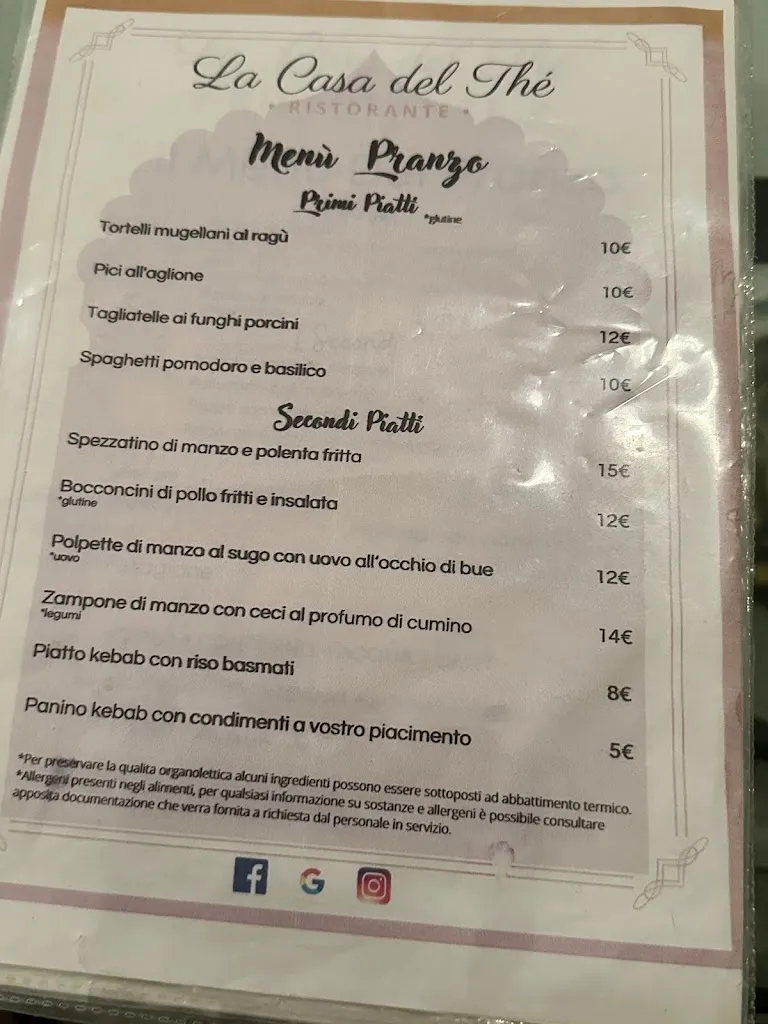 La Casa del Thé
• RISTORANTE •
Menù Pranzo
Primi Piatti
*glutine
Tortelli mugellani al ragù 10€
Pici all'aglione 10€
Tagliatelle ai funghi porcini 12€
Spaghetti pomodoro e basilico 10€
Secondi Piatti
Spezzatino di manzo e polenta fritta 15€
Bocconcini di pollo fritti e insalata 12€
*glutine
Polpette di manzo al sugo con uovo all'occhio di bue 12€
*uovo
Zampone di manzo con ceci al profumo di cumino 14€
*legumi
Piatto kebab con riso basmati 8€
Panino kebab con condimenti a vostro piacimento 5€
*Per preservare la qualita organolettica alcuni ingredienti possono essere sottoposti ad abbattimento termico.
*Allergeni presenti negli alimenti, per qualsiasi informazione su sostanze e allergeni è possibile consultare
apposita documentazione che verra fornita a richiesta dal personale in servizio.